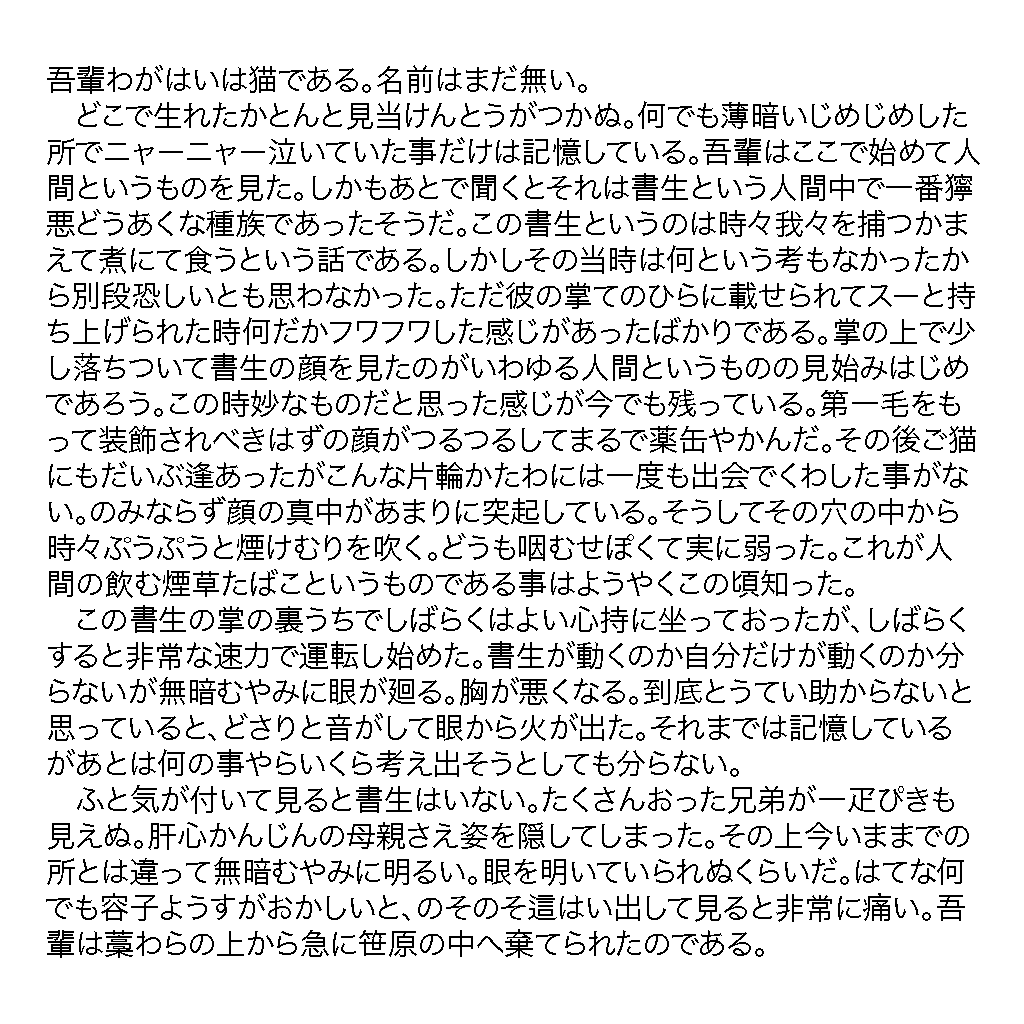 吾輩わがはいは猫である。名前はまだ無い。
　どこで生れたかとんと見当けんとうがつかぬ。何でも薄暗いじめじめした
所でニャーニャー泣いていた事だけは記憶している。吾輩はここで始めて人
間というものを見た。しかもあとで聞くとそれは書生という人間中で一番獰
悪どうあくな種族であったそうだ。この書生というのは時々我々を捕つかま
えて煮にて食うという話である。しかしその当時は何という考もなかったか
ら別段恐しいとも思わなかった。ただ彼の掌てのひらに載せられてスーと持
ち上げられた時何だかフワフワした感じがあったばかりである。掌の上で少
し落ちついて書生の顔を見たのがいわゆる人間というものの見始みはじめ
であろう。この時妙なものだと思った感じが今でも残っている。第一毛をも
って装飾されべきはずの顔がつるつるしてまるで薬缶やかんだ。その後ご猫
にもだいぶ逢あったがこんな片輪かたわには一度も出会でくわした事がな
い。のみならず顔の真中があまりに突起している。そうしてその穴の中から
時々ぷうぷうと煙けむりを吹く。どうも咽むせぽくて実に弱った。これが人
間の飲む煙草たばこというものである事はようやくこの頃知った。
　この書生の掌の裏うちでしばらくはよい心持に坐っておったが、しばらく
すると非常な速力で運転し始めた。書生が動くのか自分だけが動くのか分
らないが無暗むやみに眼が廻る。胸が悪くなる。到底とうてい助からないと
思っていると、どさりと音がして眼から火が出た。それまでは記憶している
があとは何の事やらいくら考え出そうとしても分らない。
　ふと気が付いて見ると書生はいない。たくさんおった兄弟が一疋ぴきも
見えぬ。肝心かんじんの母親さえ姿を隠してしまった。その上今いままでの
所とは違って無暗むやみに明るい。眼を明いていられぬくらいだ。はてな何
でも容子ようすがおかしいと、のそのそ這はい出して見ると非常に痛い。吾
輩は藁わらの上から急に笹原の中へ棄てられたのである。